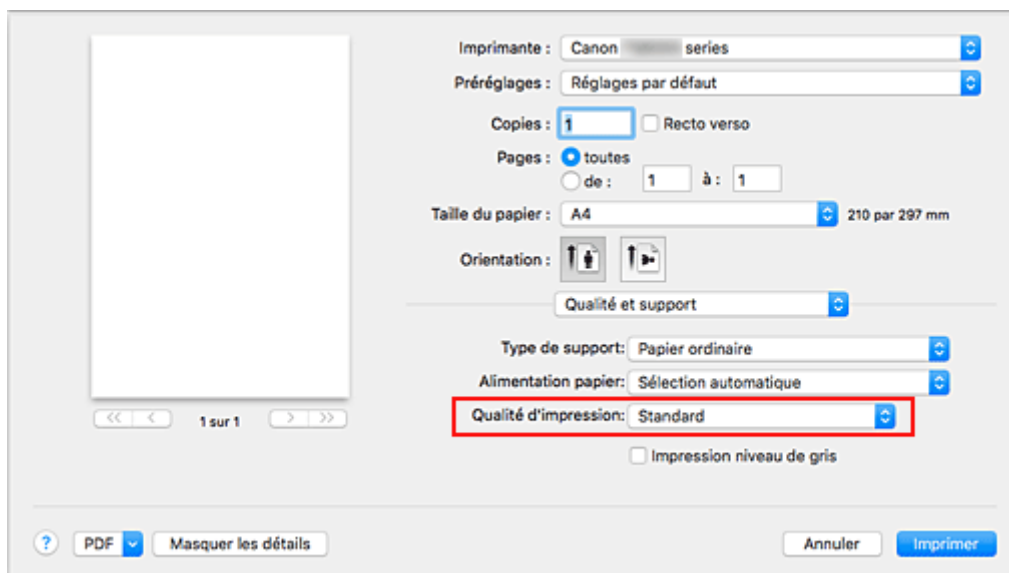 Imprimante : Canon series
Préréglages : Réglages par défaut
Copies : 1 Recto verso
Pages : toutes
de : 1 à : 1
Taille du papier : A4 210 par 297 mm
Orientation :
Qualité et support
Type de support: Papier ordinaire
Alimentation papier: Sélection automatique
Qualité d'impression: Standard
Impression niveau de gris
1 sur 1
? PDF Masquer les détails Annuler Imprimer